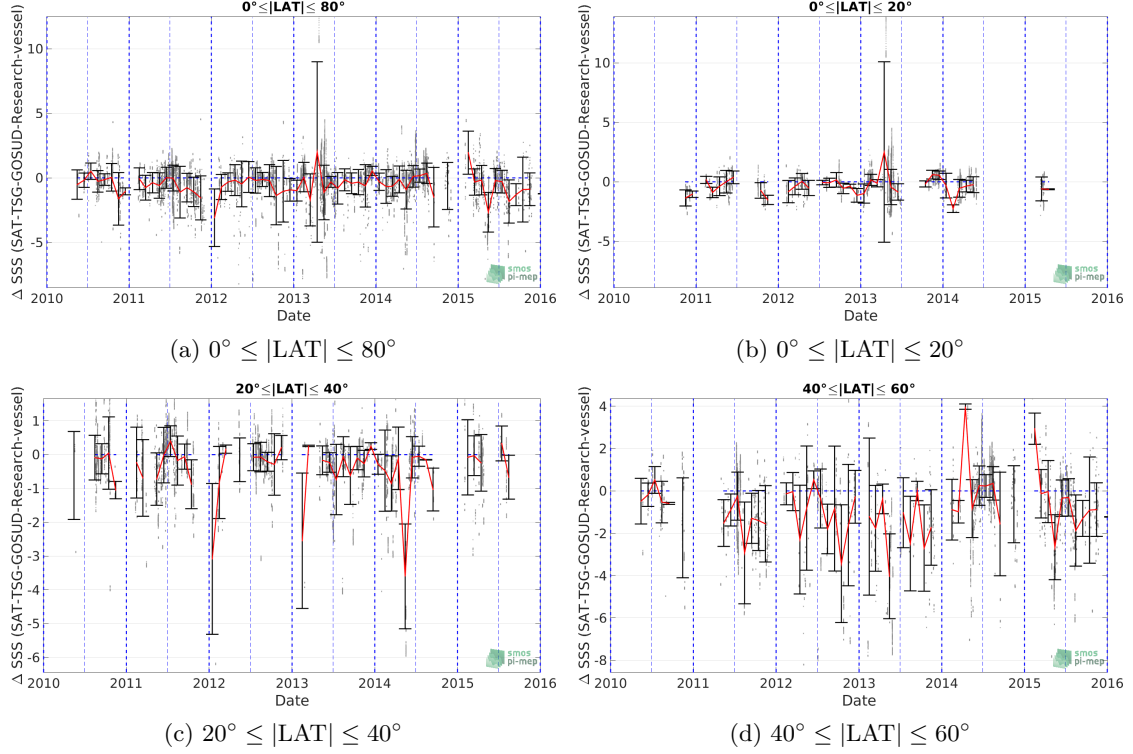 0°≤|LAT|≤ 80°
Δ SSS (SAT-TSG-GOSUD-Research-vessel)
10
5
0
-5
2010 2011 2012 2013 2014 2015 2016
Date
smos
pi-mep
(a) 0° ≤ |LAT| ≤ 80°
0°≤|LAT|≤ 20°
Δ SSS (SAT-TSG-GOSUD-Research-vessel)
10
5
0
-5
2010 2011 2012 2013 2014 2015 2016
Date
smos
pi-mep
(b) 0° ≤ |LAT| ≤ 20°
20°≤|LAT|≤ 40°
Δ SSS (SAT-TSG-GOSUD-Research-vessel)
1
0
-1
-2
-3
-4
-5
-6
2010 2011 2012 2013 2014 2015 2016
Date
smos
pi-mep
(c) 20° ≤ |LAT| ≤ 40°
40°≤|LAT|≤ 60°
Δ SSS (SAT-TSG-GOSUD-Research-vessel)
4
2
0
-2
-4
-6
-8
2010 2011 2012 2013 2014 2015 2016
Date
smos
pi-mep
(d) 40° ≤ |LAT| ≤ 60°